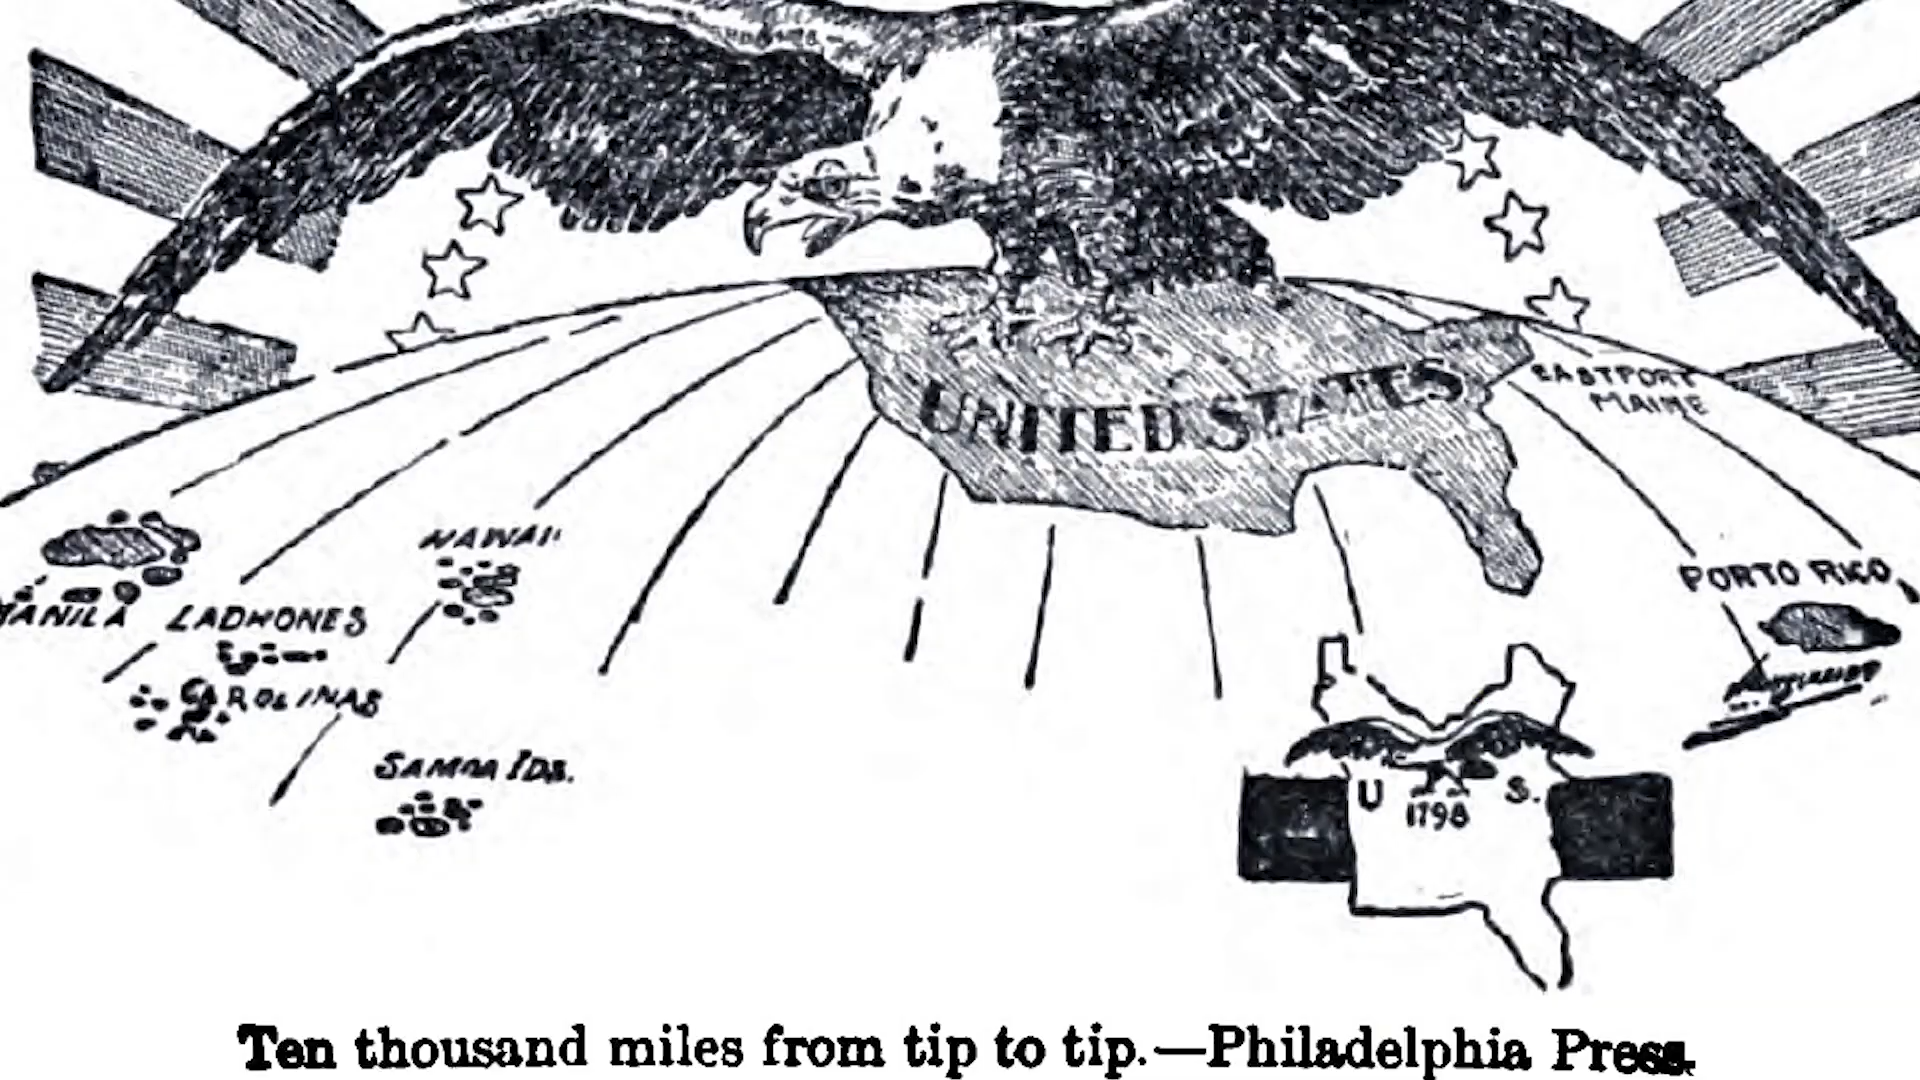 UNITED STATES
EASTPORT
MAINE
HAWAII
PORTO RICO
MANILA
LADRONES
CAROLINAS
SAMOA IDS.
U S.
1798
Ten thousand miles from tip to tip.—Philadelphia Press.